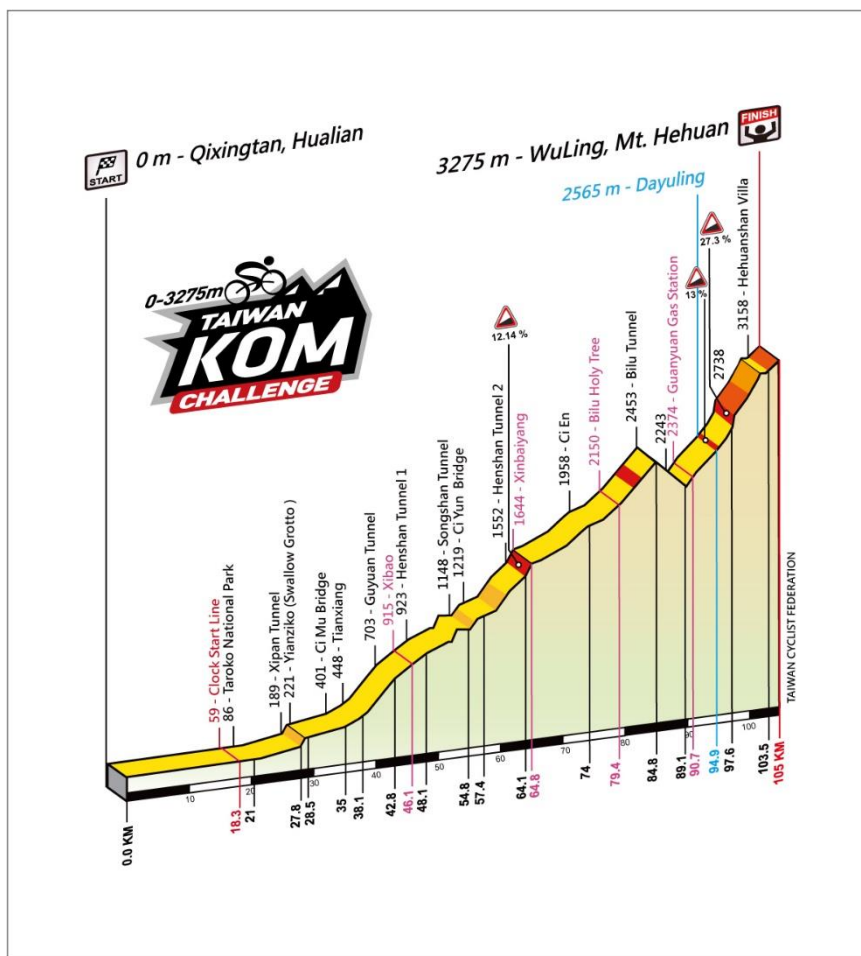 0 m - Qixingtan, Hualian
START
3275 m - WuLing, Mt. Hehuan
FINISH
2565 m - Dayuling
0-3275m
TAIWAN
KOM
CHALLENGE
12.14 %
13 %
27.3 %
59 - Clock Start Line
86 - Taroko National Park
189 - Xipan Tunnel
221 - Yianziko (Swallow Grotto )
401 - Ci Mu Bridge
448 - Tianxiang
703 - Guyuan Tunnel
915 - Xibao
923 - Henshan Tunnel 1
1148 - Songshan Tunnel
1219 - Ci Yun Bridge
1552 - Henshan Tunnel 2
1644 - Xinbaiyang
1958 - Ci En
2150 - Bilu Holy Tree
2453 - Bilu Tunnel
2243
2374 - Guanyuan Gas Station
2738
3158 - Hehuanshan Villa
TAIWAN CYCLIST FEDERATION
10
20
30
40
50
60
70
80
90
100
0.0 KM
18.3
21
27.8
28.5
35
38.1
42.8
46.1
48.1
54.8
57.4
64.1
64.8
74
79.4
84.8
89.1
90.7
94.9
97.6
103.5
105 KM